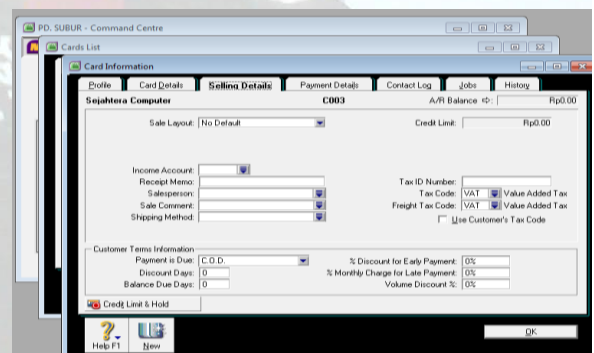 PD. SUBUR - Command Centre
Cards List
Card Information
Profile Card Details Selling Details Payment Details Contact Log Jobs History
Sejahtera Computer C003 A/R Balance ⇨: Rp0.00
Sale Layout: No Default Credit Limit: Rp0.00
Income Account:
Receipt Memo: Tax ID Number:
Salesperson: Tax Code: VAT Value Added Tax
Sale Comment: Freight Tax Code: VAT Value Added Tax
Shipping Method: Use Customer's Tax Code
Customer Terms Information
Payment is Due: C.O.D. % Discount for Early Payment: 0%
Discount Days: 0 % Monthly Charge for Late Payment: 0%
Balance Due Days: 0 Volume Discount %: 0%
Credit Limit & Hold
Help F1 New OK